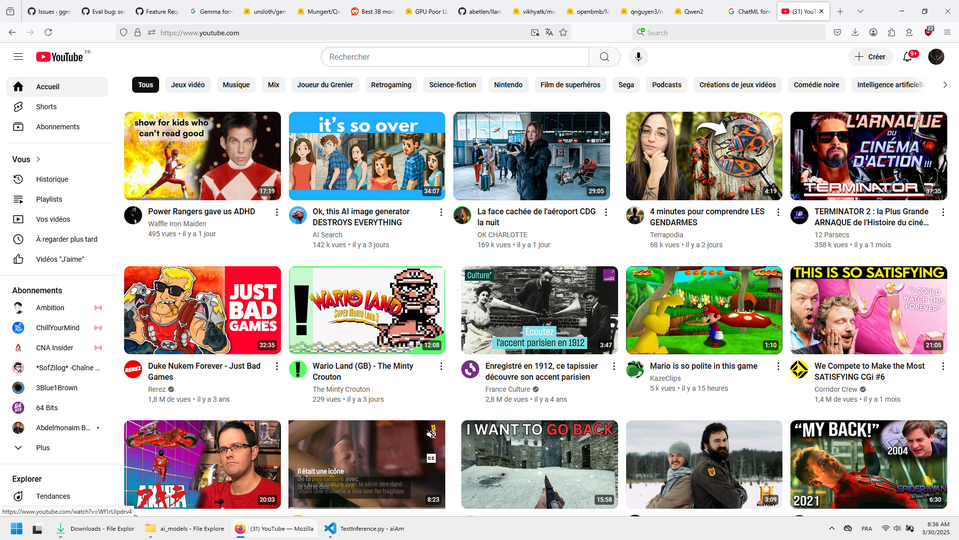 Issues · ggm
Eval bug: se
Feature Req
Gemma for
unsloth/ger
Mungert/Q
Best 3B mod
GPU Poor Ll
abetlen/llan
vikhyatk/mo
openbmb/M
qnguyen3/n
Qwen2
ChatML for
(31) YouT
https://www.youtube.com
Search
YouTube FR
Rechercher
Créer
9+
Accueil
Shorts
Abonnements
Vous
Historique
Playlists
Vos vidéos
À regarder plus tard
Vidéos "J'aime"
Abonnements
Ambition
ChillYourMind
CNA Insider
*SofZilog* -Chaîne ...
3Blue1Brown
64 Bits
Abdelmonaim B...
Plus
Explorer
Tendances
Tous
Jeux vidéo
Musique
Mix
Joueur du Grenier
Retrogaming
Science-fiction
Nintendo
Film de superhéros
Sega
Podcasts
Créations de jeux vidéo
Comédie noire
Intelligence artificiell
show for kids who
can't read good
17:19
Power Rangers gave us ADHD
Waffle Iron Maiden
495 vues • il y a 1 jour
it's so over
34:07
Ok, this AI image generator
DESTROYS EVERYTHING
AI Search
142 k vues • il y a 3 jours
29:05
La face cachée de l'aéroport CDG
la nuit
OK CHARLOTTE
169 k vues • il y a 1 jour
4:19
4 minutes pour comprendre LES
GENDARMES
Terrapodia
68 k vues • il y a 2 jours
L'ARNAQUE
DU
CINÉMA
D'ACTION !!!
TERMINATOR
37:35
TERMINATOR 2 : la Plus Grande
ARNAQUE de l'Histoire du ciné...
12 Parsecs
358 k vues • il y a 1 mois
JUST
BAD
GAMES
32:35
Duke Nukem Forever - Just Bad
Games
Rerez
1,8 M de vues • il y a 3 ans
!
WARIO LAND
SUPER MARIO LAND 3
12:08
Wario Land (GB) - The Minty
Crouton
The Minty Crouton
229 vues • il y a 3 jours
Culture'
Écoutez
l'accent parisien en 1912
3:47
Enregistré en 1912, ce tapissier
découvre son accent parisien
France Culture
2,8 M de vues • il y a 4 ans
1:10
Mario is so polite in this game
KazeClips
5 k vues • il y a 15 heures
THIS IS SO SATISFYING
"I COULD
WATCH THIS
FOREVER"
21:05
We Compete to Make the Most
SATISFYING CGi #6
Corridor Crew
1,4 M de vues • il y a 1 mois
20:03
Il était une icône
CC
8:23
I WANT TO GO BACK
15:58
3:09
"MY BACK!"
2004
2021
SPIDER-MAN
6:30
https://www.youtube.com/watch?v=Wf1rUlpdrv4
Downloads - File Explor
ai_models - File Explore
(31) YouTube — Mozilla
TextInference.py - aiAm
FRA
8:36 AM
3/30/2025